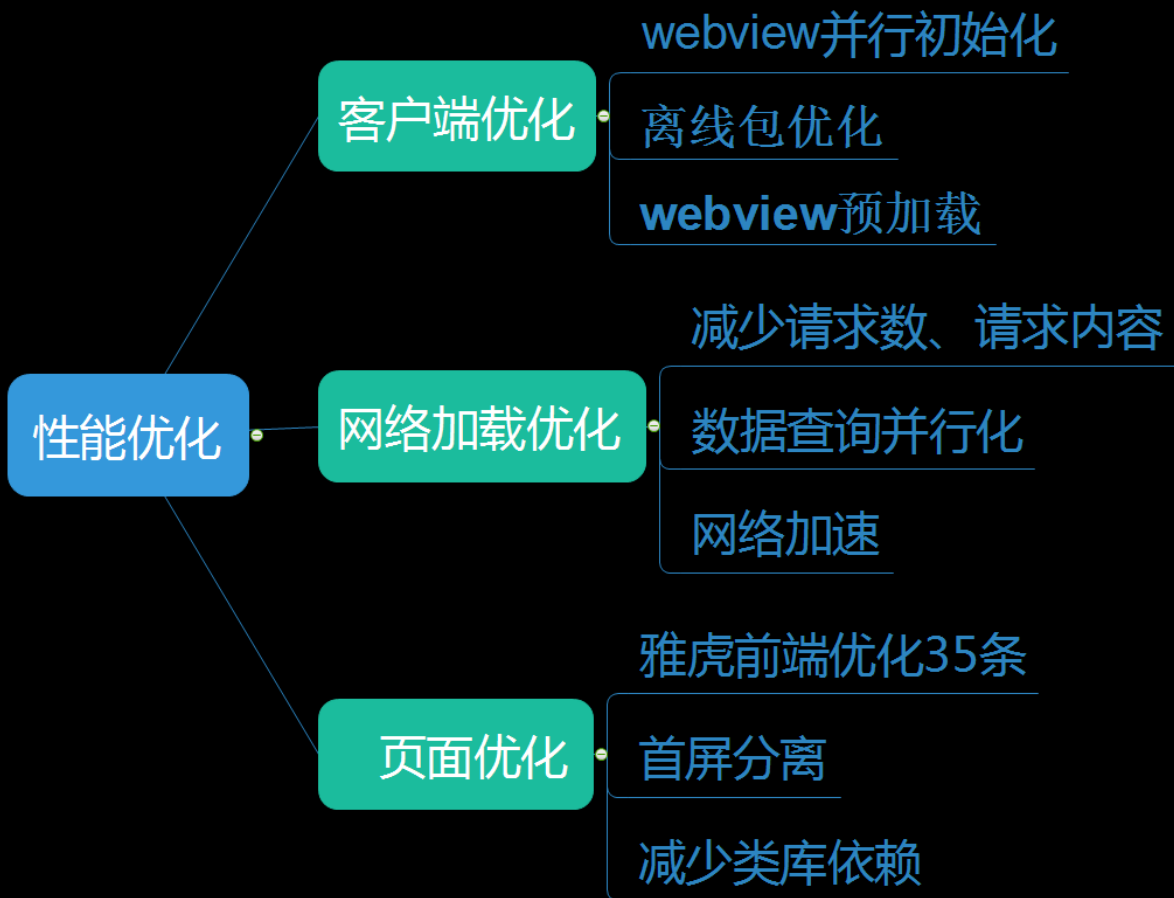 性能优化
客户端优化
webview并行初始化
离线包优化
webview预加载
网络加载优化
减少请求数、请求内容
数据查询并行化
网络加速
页面优化
雅虎前端优化35条
首屏分离
减少类库依赖